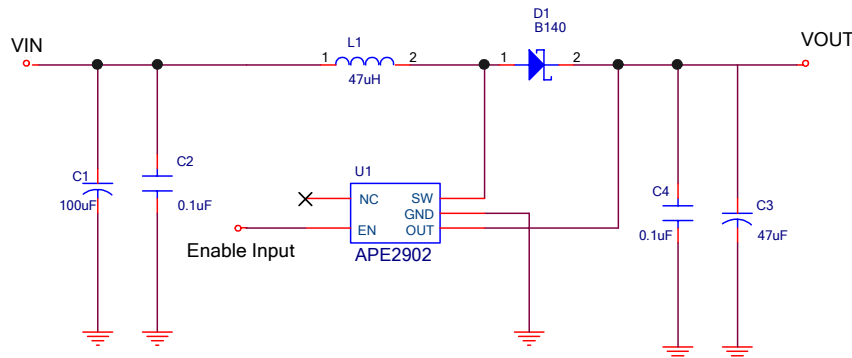 D1
B140
VIN
L1
VOUT
1
2
1
2
47uH
U1
C2
C1
100uF
0.1uF
NC
SW
GND
EN
OUT
Enable Input
APE2902
C4
0.1uF
C3
47uF